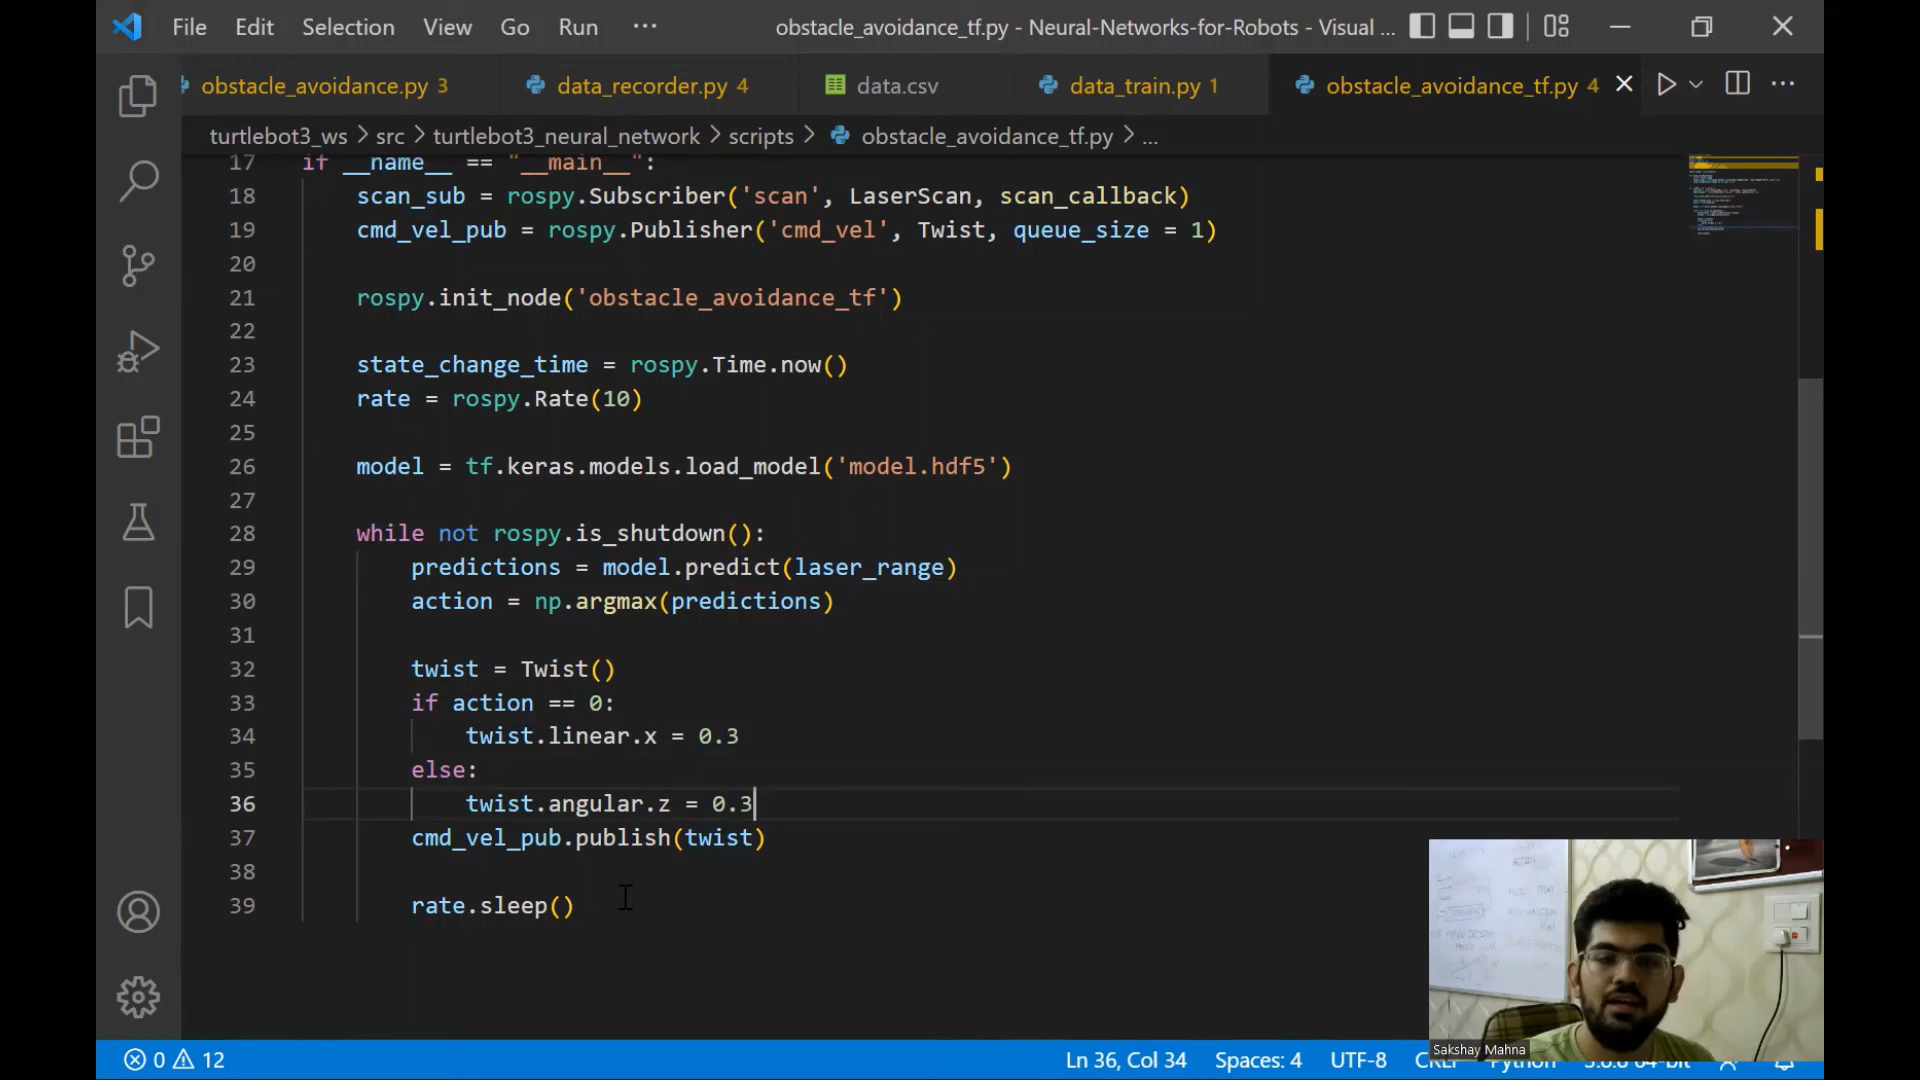 File Edit Selection View Go Run ··· obstacle_avoidance_tf.py - Neural-Networks-for-Robots - Visual ...
obstacle_avoidance.py 3 data_recorder.py 4 data.csv data_train.py 1 obstacle_avoidance_tf.py 4
turtlebot3_ws > src > turtlebot3_neural_network > scripts > obstacle_avoidance_tf.py > ...
17 if __name__ == "__main__":
18 scan_sub = rospy.Subscriber('scan', LaserScan, scan_callback)
19 cmd_vel_pub = rospy.Publisher('cmd_vel', Twist, queue_size = 1)
20
21 rospy.init_node('obstacle_avoidance_tf')
22
23 state_change_time = rospy.Time.now()
24 rate = rospy.Rate(10)
25
26 model = tf.keras.models.load_model('model.hdf5')
27
28 while not rospy.is_shutdown():
29 predictions = model.predict(laser_range)
30 action = np.argmax(predictions)
31
32 twist = Twist()
33 if action == 0:
34 twist.linear.x = 0.3
35 else:
36 twist.angular.z = 0.3
37 cmd_vel_pub.publish(twist)
38
39 rate.sleep()
Sakshay Mahna
0 12 Ln 36, Col 34 Spaces: 4 UTF-8 CRLF Python 3.8.8 64-bit